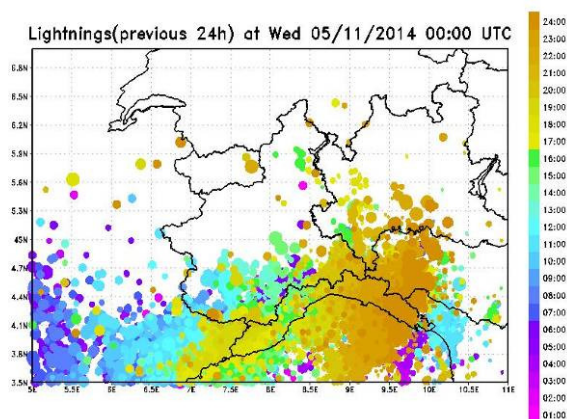 Lightnings(previous 24h) at Wed 05/11/2014 00:00 UTC
6.8N
6.5N
6.2N
5.9N
5.6N
5.3N
45N
4.7N
4.4N
4.1N
3.8N
3.5N
5E 5.5E 6E 6.5E 7E 7.5E 8E 8.5E 9E 9.5E 10E 10.5E 11E
24:00
23:00
22:00
21:00
20:00
19:00
18:00
17:00
16:00
15:00
14:00
13:00
12:00
11:00
10:00
09:00
08:00
07:00
06:00
05:00
04:00
03:00
02:00
01:00